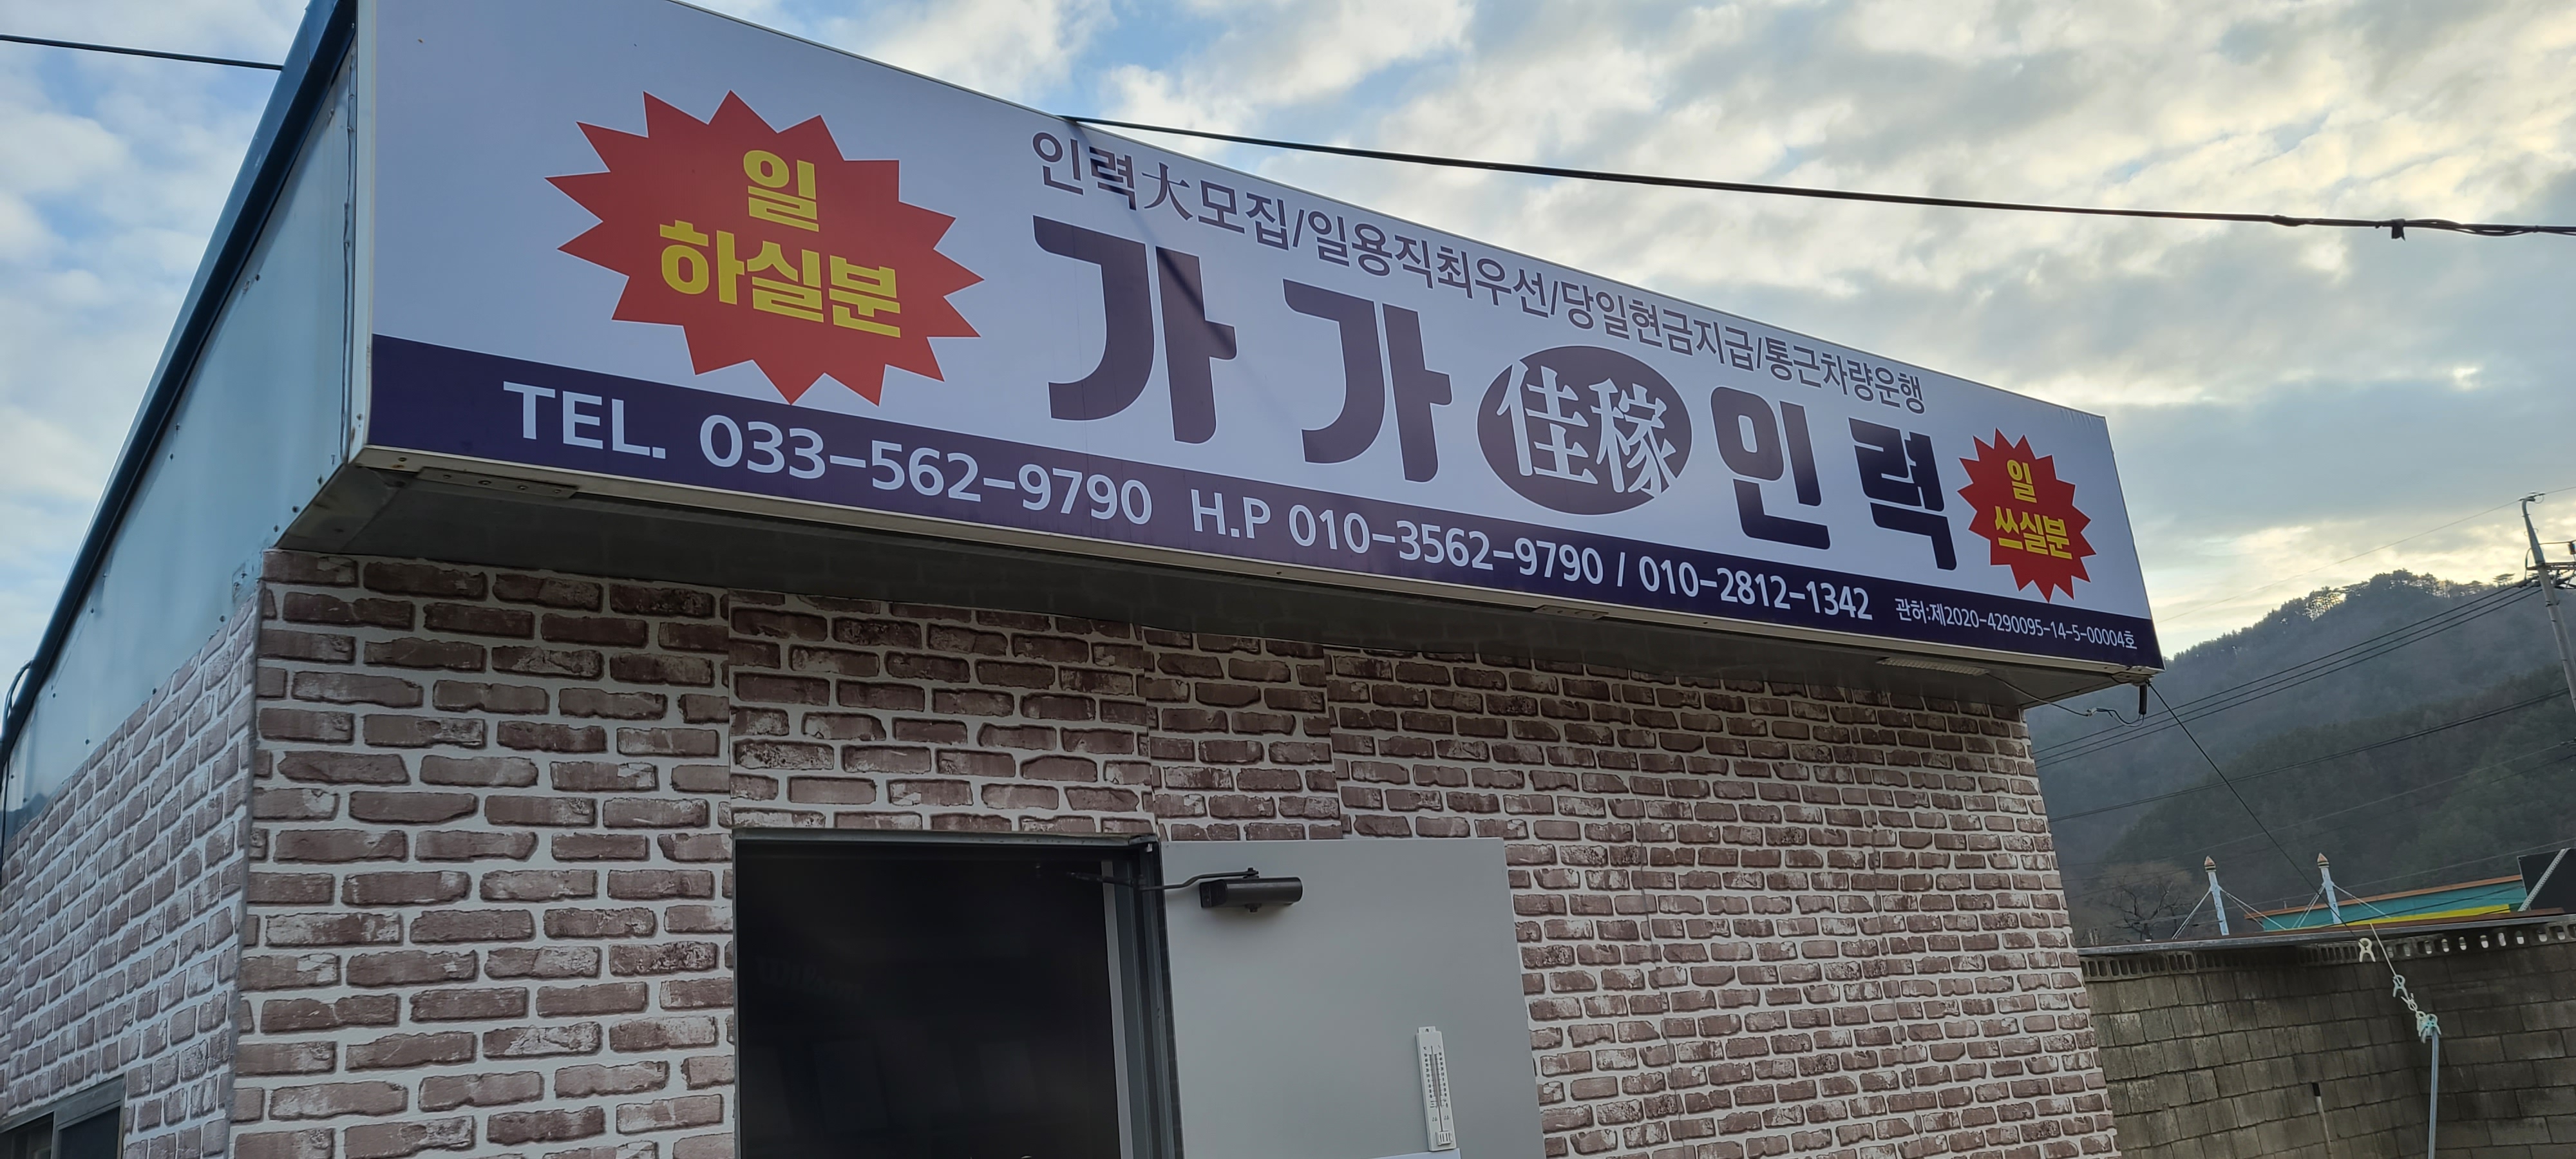 일
하실분
인력大모집/일용직최우선/당일현금지급/통근차량운행
가가 佳稼 인력
일
쓰실분
TEL. 033-562-9790 H.P 010-3562-9790 / 010-2812-1342 관허:제2020-4290095-14-5-00004호